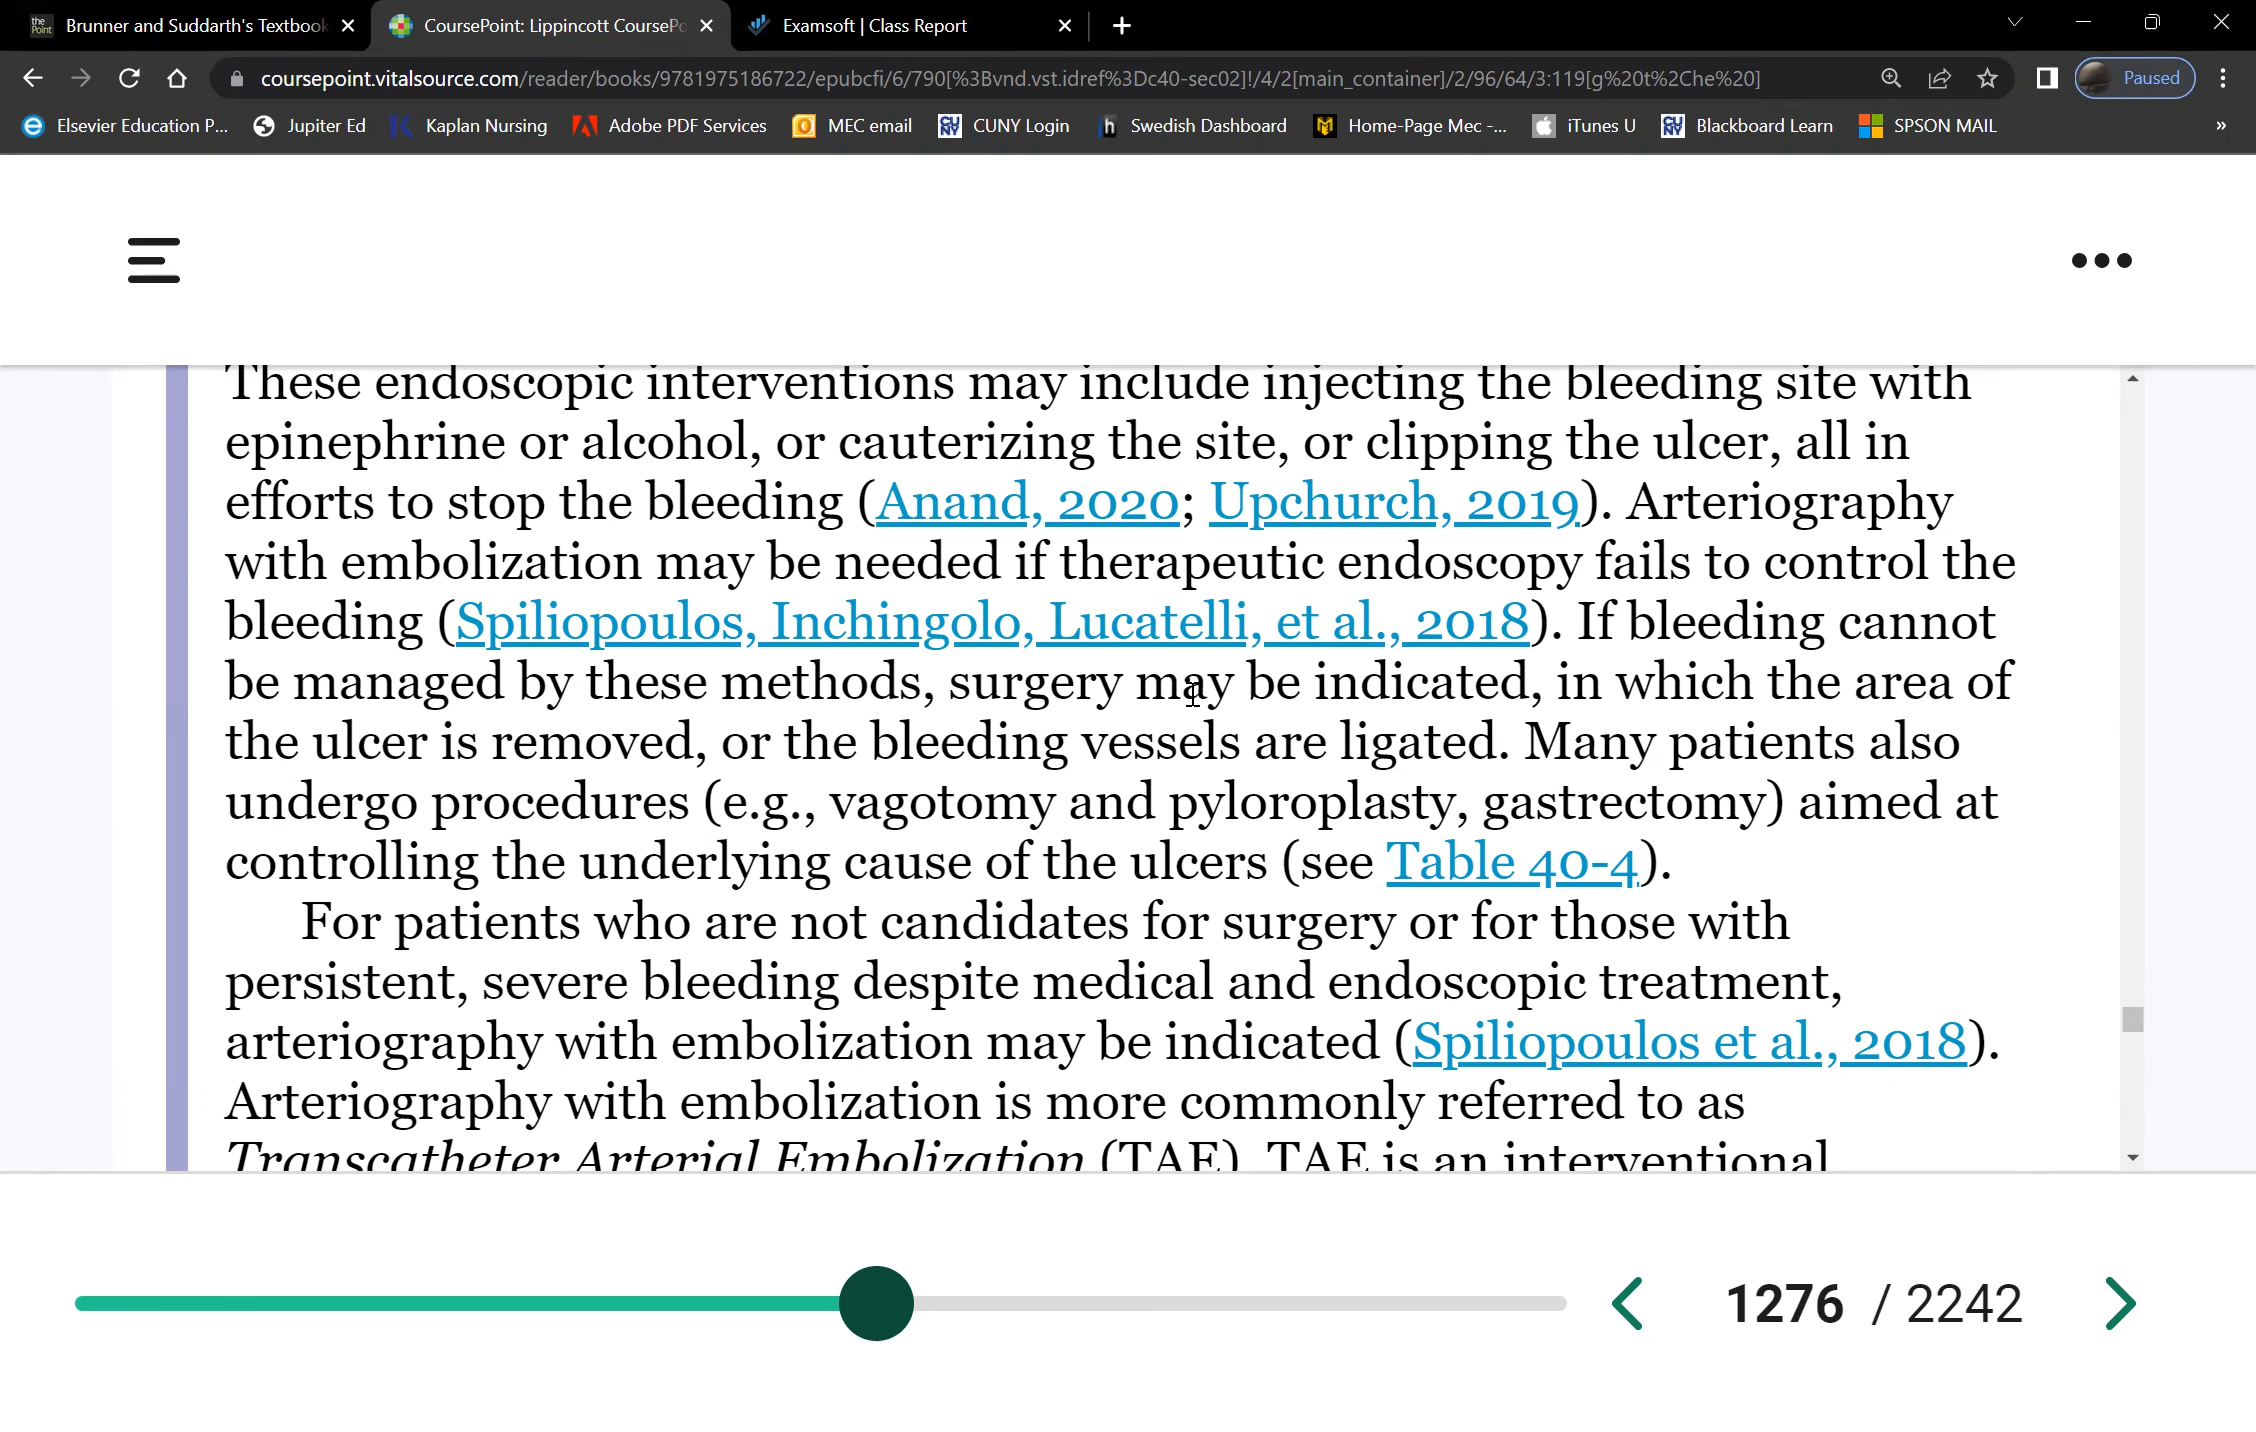 the Point Brunner and Suddarth's Textbook
CoursePoint: Lippincott CourseP
Examsoft | Class Report
coursepoint.vitalsource.com/reader/books/9781975186722/epubcfi/6/790[%3Bvnd.vst.idref%3Dc40-sec02]!/4/2[main_container]/2/96/64/3:119[g%20t%2Che%20]
Paused
Elsevier Education P...
Jupiter Ed
Kaplan Nursing
Adobe PDF Services
MEC email
CUNY Login
Swedish Dashboard
Home-Page Mec -...
iTunes U
Blackboard Learn
SPSON MAIL
»
These endoscopic interventions may include injecting the bleeding site with
epinephrine or alcohol, or cauterizing the site, or clipping the ulcer, all in
efforts to stop the bleeding (Anand, 2020; Upchurch, 2019). Arteriography
with embolization may be needed if therapeutic endoscopy fails to control the
bleeding (Spiliopoulos, Inchingolo, Lucatelli, et al., 2018). If bleeding cannot
be managed by these methods, surgery may be indicated, in which the area of
the ulcer is removed, or the bleeding vessels are ligated. Many patients also
undergo procedures (e.g., vagotomy and pyloroplasty, gastrectomy) aimed at
controlling the underlying cause of the ulcers (see Table 40-4).
For patients who are not candidates for surgery or for those with
persistent, severe bleeding despite medical and endoscopic treatment,
arteriography with embolization may be indicated (Spiliopoulos et al., 2018).
Arteriography with embolization is more commonly referred to as
Transcatheter Arterial Embolization (TAE). TAE is an interventional
1276 / 2242